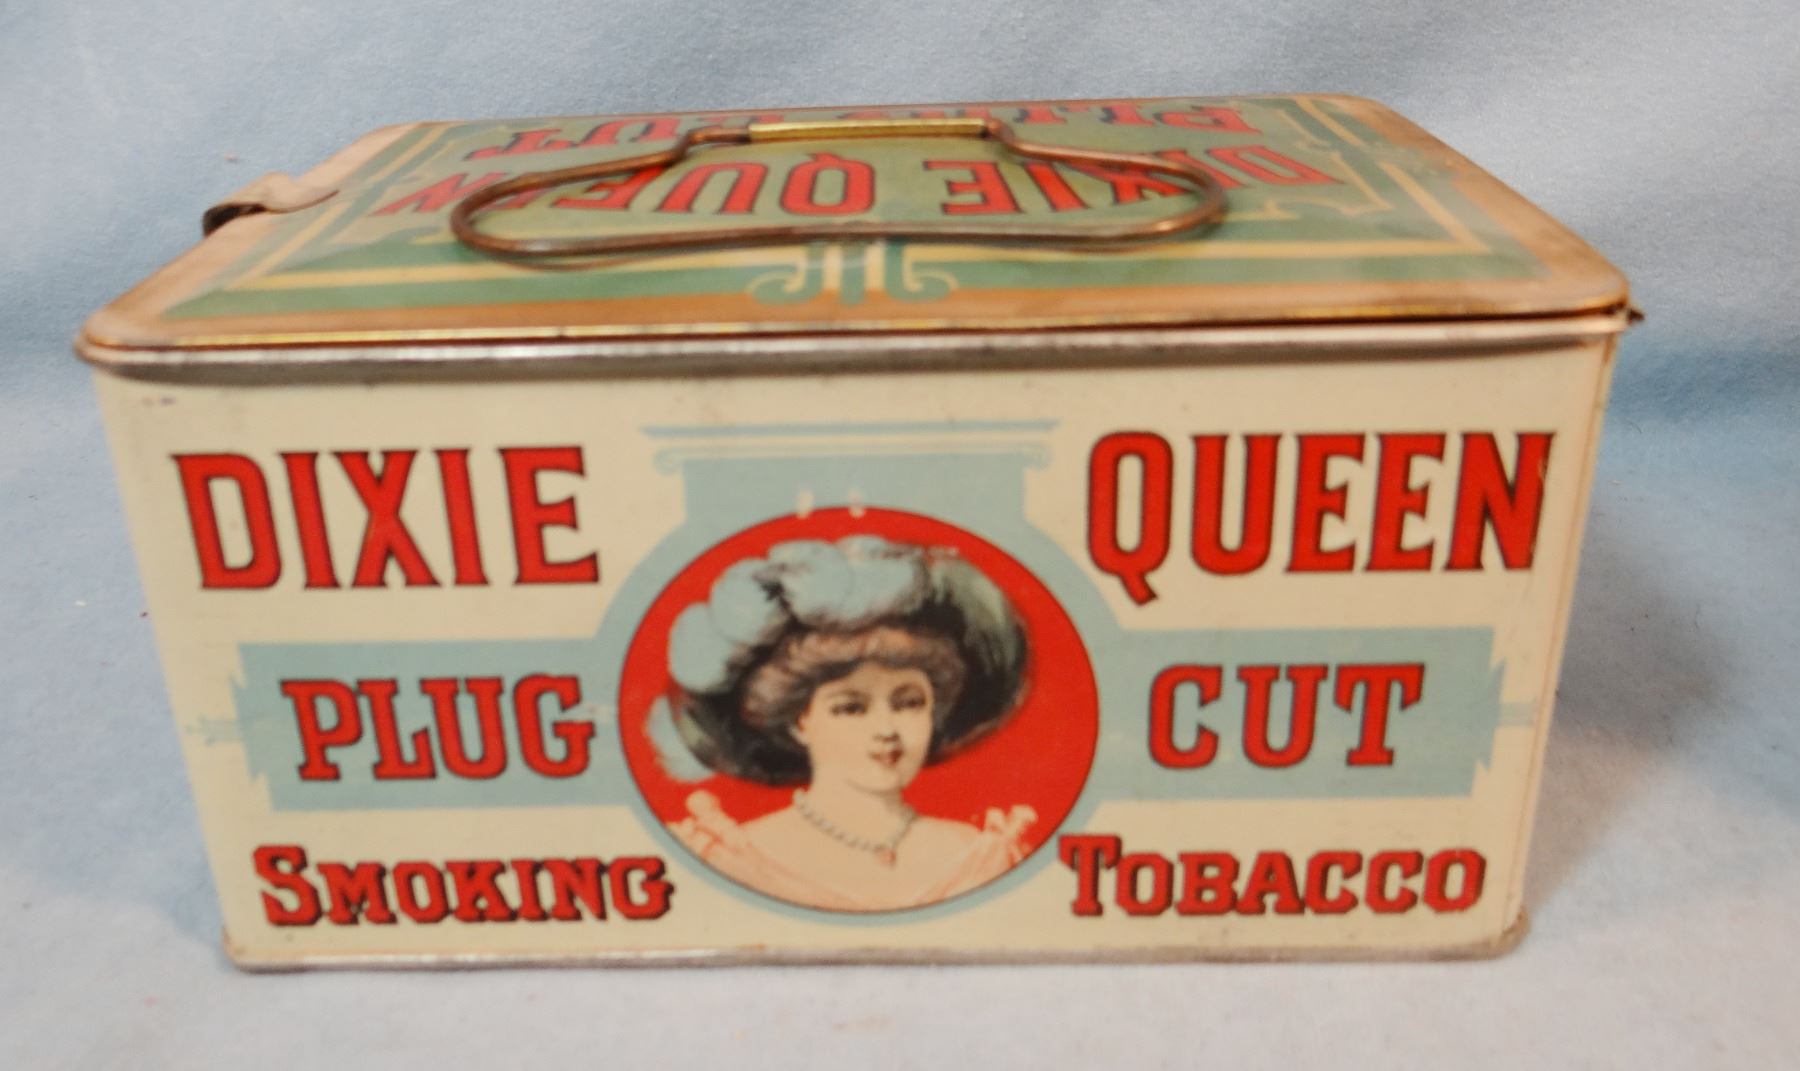 DIXIE QUEEN
PLUG CUT
DIXIE QUEEN
PLUG CUT
SMOKING TOBACCO